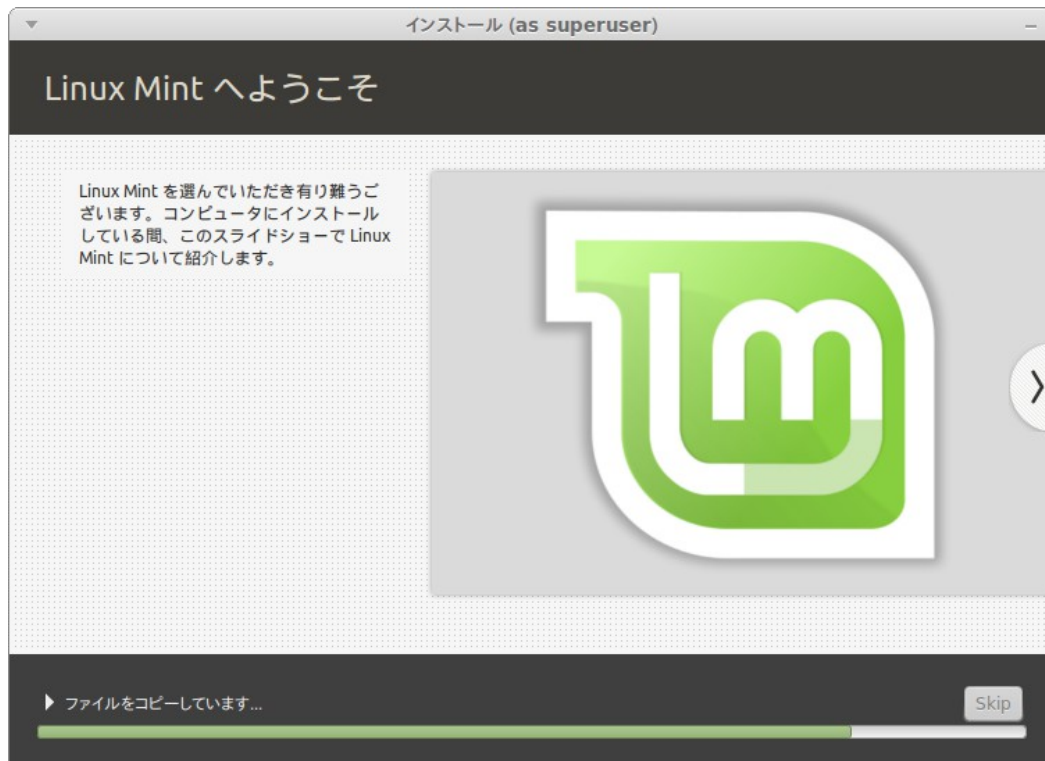 インストール (as superuser)
Linux Mint へようこそ
Linux Mint を選んでいただき有り難うご
ざいます。コンピュータにインストール
している間、このスライドショーで Linux
Mint について紹介します。
ファイルをコピーしています...
Skip